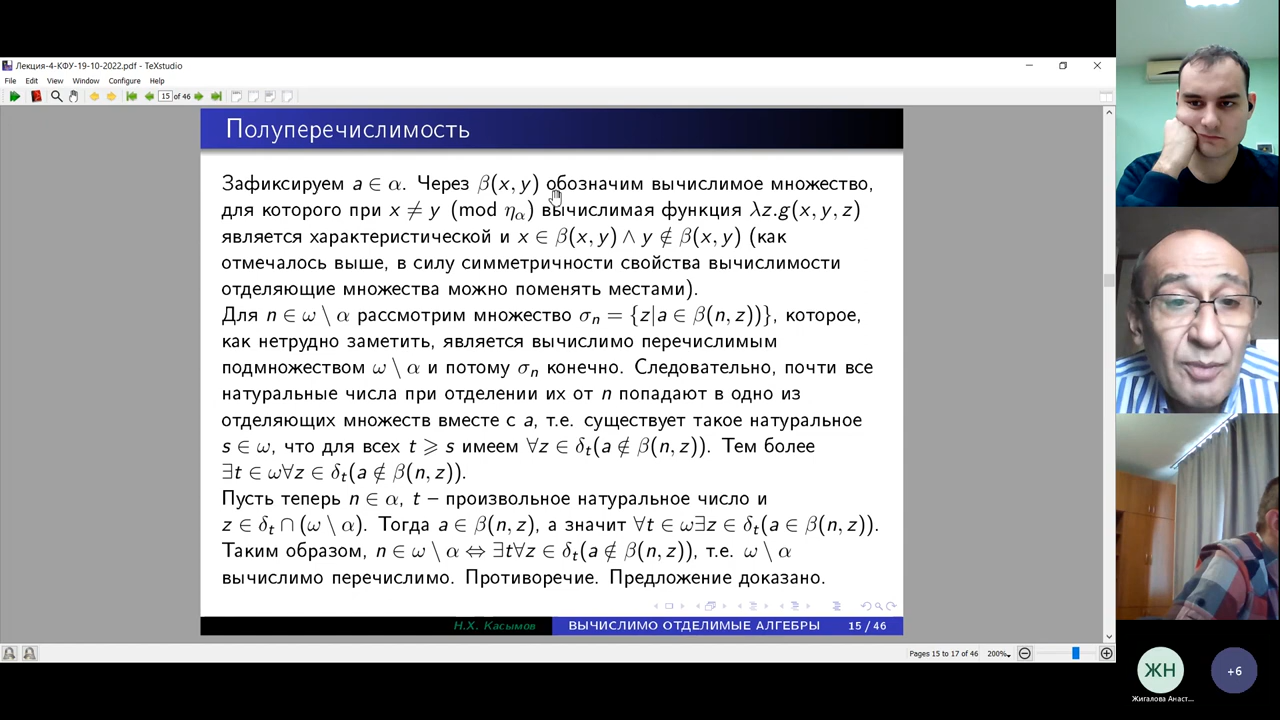 Лекция-4-КФУ-19-10-2022.pdf - TeXstudio
File Edit View Window Configure Help
15 of 46
Полуперечислимость
Зафиксируем a ∈ α. Через β(x, y) обозначим вычислимое множество,
для которого при x ≠ y (mod η_α) вычислимая функция λz.g(x, y, z)
является характеристической и x ∈ β(x, y) ∧ y ∉ β(x, y) (как
отмечалось выше, в силу симметричности свойства вычислимости
отделяющие множества можно поменять местами).
Для n ∈ ω \ α рассмотрим множество σ_n = {z|a ∈ β(n, z))}, которое,
как нетрудно заметить, является вычислимо перечислимым
подмножеством ω \ α и потому σ_n конечно. Следовательно, почти все
натуральные числа при отделении их от n попадают в одно из
отделяющих множеств вместе с a, т.е. существует такое натуральное
s ∈ ω, что для всех t ⩾ s имеем ∀z ∈ δ_t(a ∉ β(n, z)). Тем более
∃t ∈ ω∀z ∈ δ_t(a ∉ β(n, z)).
Пусть теперь n ∈ α, t – произвольное натуральное число и
z ∈ δ_t ∩ (ω \ α). Тогда a ∈ β(n, z), а значит ∀t ∈ ω∃z ∈ δ_t(a ∈ β(n, z)).
Таким образом, n ∈ ω \ α ⇔ ∃t∀z ∈ δ_t(a ∉ β(n, z)), т.е. ω \ α
вычислимо перечислимо. Противоречие. Предложение доказано.
Н.Х. Касымов ВЫЧИСЛИМО ОТДЕЛИМЫЕ АЛГЕБРЫ 15 / 46
Pages 15 to 17 of 46 200%
ЖН
+6
Жигалова Анаст...